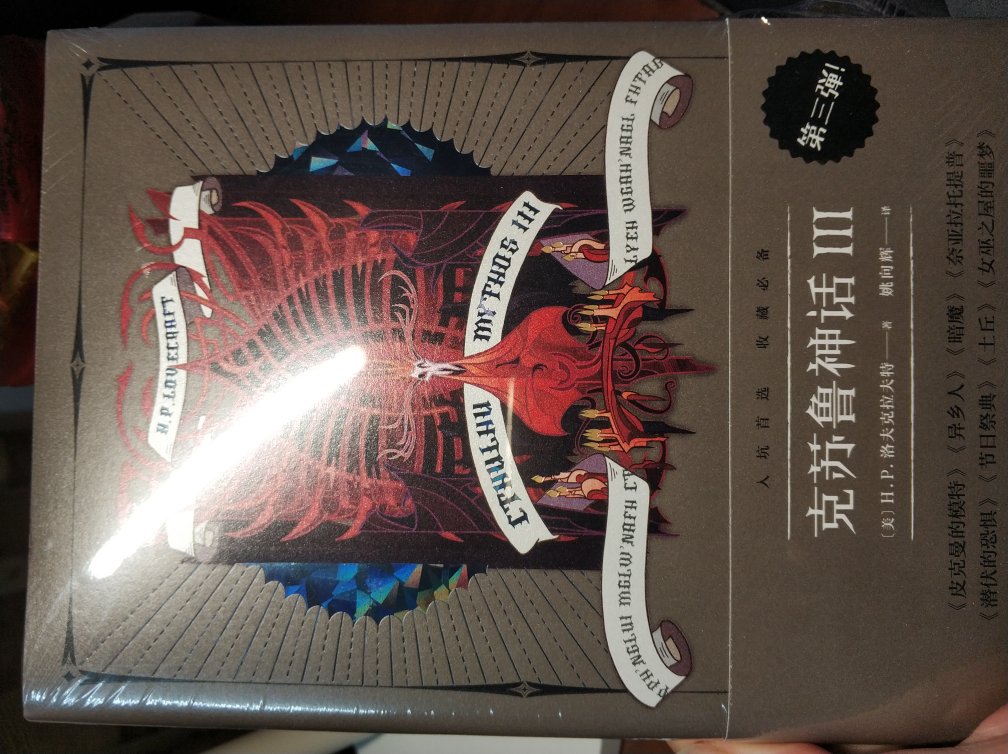 H.P.LOVECRAFT
CTHULHU MYTHOS III
PH'NGLUI MGLW'NAFH CT
LYEH WGAH'NAGL FHTAG
第三弹!
入坑首选 收藏必备
克苏鲁神话 III
〔美〕H. P. 洛夫克拉夫特——著 姚向辉——译
《皮克曼的模特》《异乡人》《暗魔》《奈亚拉托提普》
《潜伏的恐惧》《节日祭典》《土丘》《女巫之屋的噩梦》